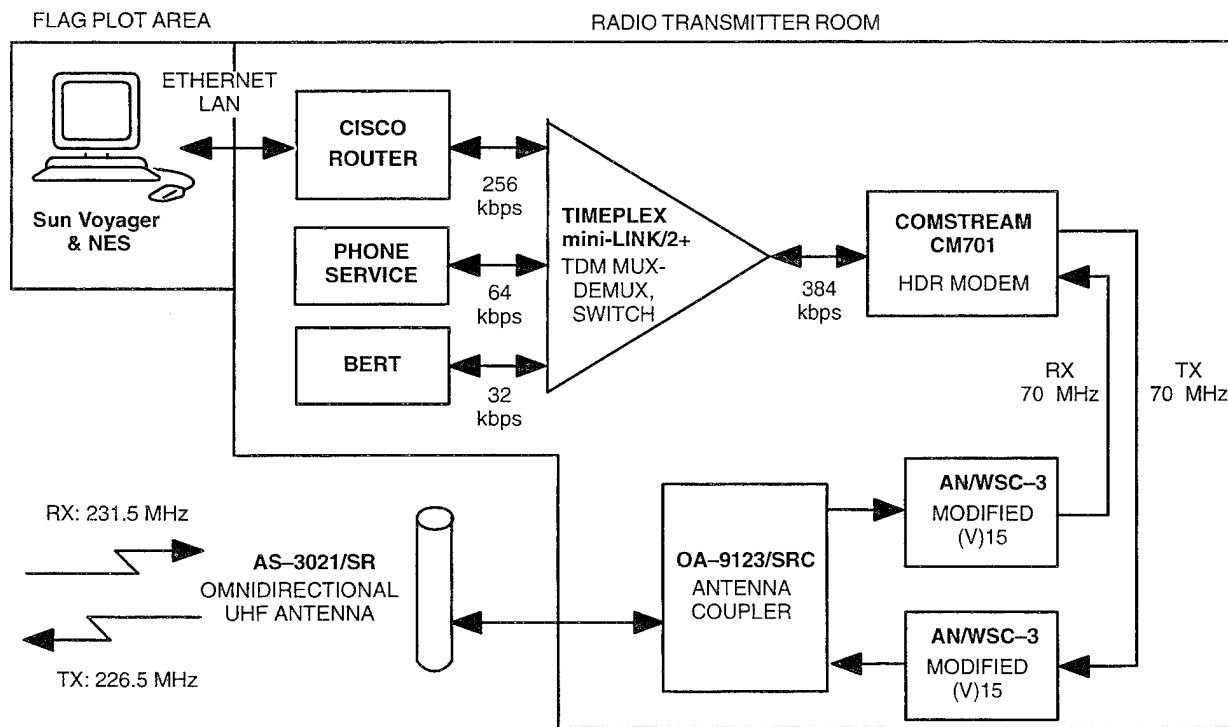 FLAG PLOT AREA
RADIO TRANSMITTER ROOM
ETHERNET
LAN
Sun Voyager
& NES
CISCO
ROUTER
256
kbps
PHONE
SERVICE
64
kbps
BERT
32
kbps
TIMEPLEX
mini-LINK/2+
TDM MUX-
DEMUX,
SWITCH
384
kbps
COMSTREAM
CM701
HDR MODEM
RX
70 MHz
TX
70 MHz
RX: 231.5 MHz
TX: 226.5 MHz
AS–3021/SR
OMNIDIRECTIONAL
UHF ANTENNA
OA–9123/SRC
ANTENNA
COUPLER
AN/WSC–3
MODIFIED
(V)15
AN/WSC–3
MODIFIED
(V)15